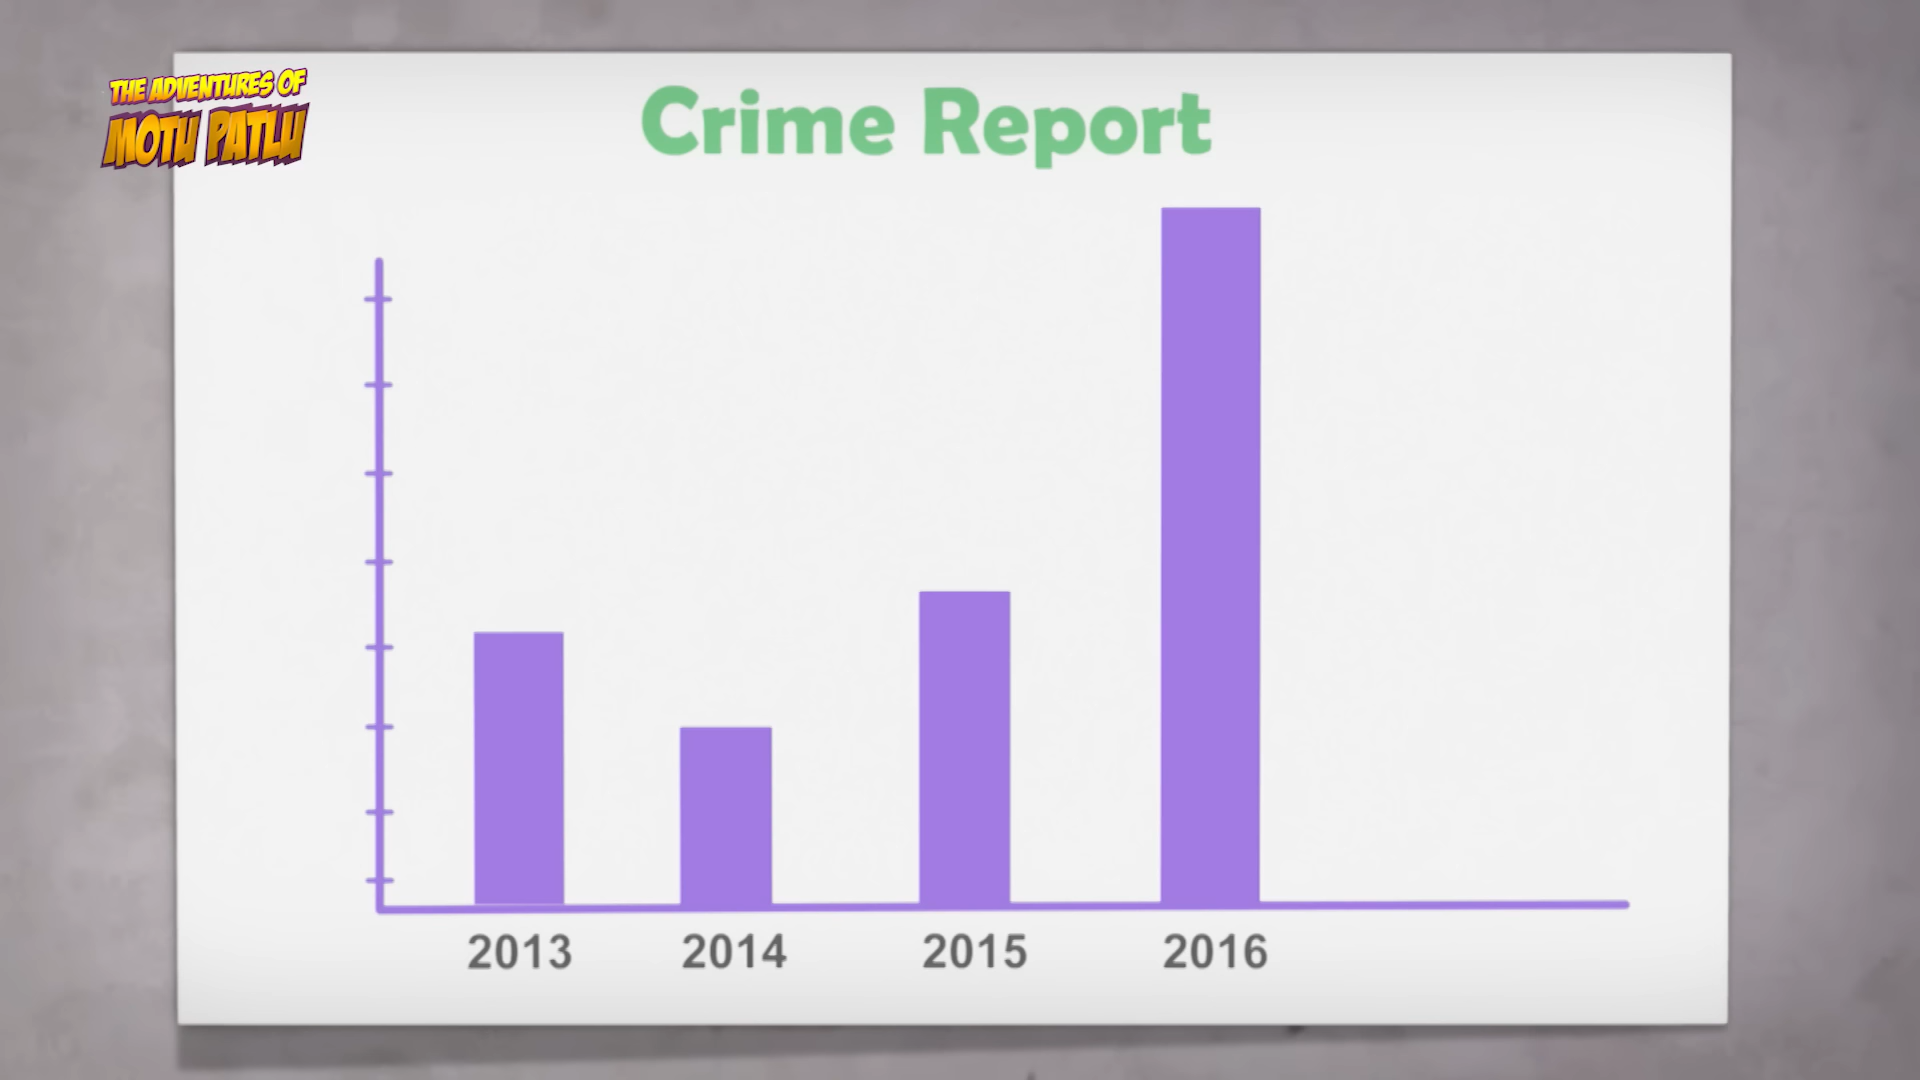 THE ADVENTURES OF
MOTU PATLU
Crime Report
2013 2014 2015 2016